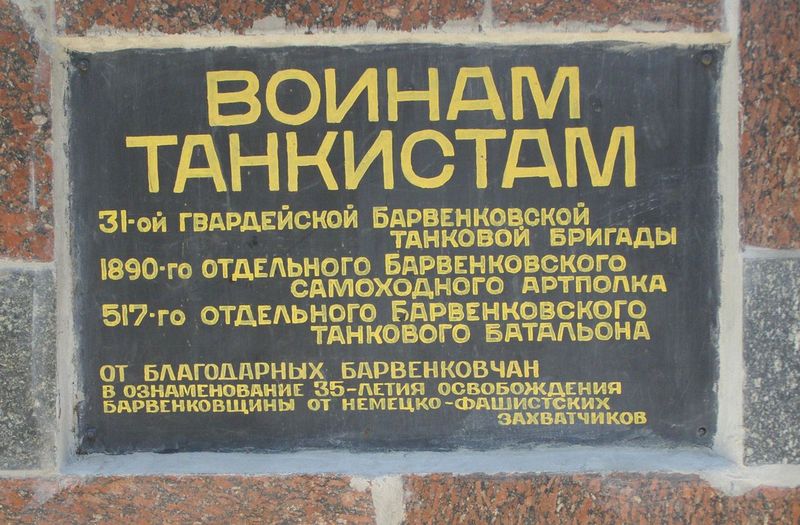 ВОИНАМ
ТАНКИСТАМ
31-ой ГВАРДЕЙСКОЙ БАРВЕНКОВСКОЙ
ТАНКОВОЙ БРИГАДЫ
1890-го ОТДЕЛЬНОГО БАРВЕНКОВСКОГО
САМОХОДНОГО АРТПОЛКА
517-го ОТДЕЛЬНОГО БАРВЕНКОВСКОГО
ТАНКОВОГО БАТАЛЬОНА
ОТ БЛАГОДАРНЫХ БАРВЕНКОВЧАН
В ОЗНАМЕНОВАНИЕ 35-ЛЕТИЯ ОСВОБОЖДЕНИЯ
БАРВЕНКОВЩИНЫ ОТ НЕМЕЦКО-ФАШИСТСКИХ
ЗАХВАТЧИКОВ